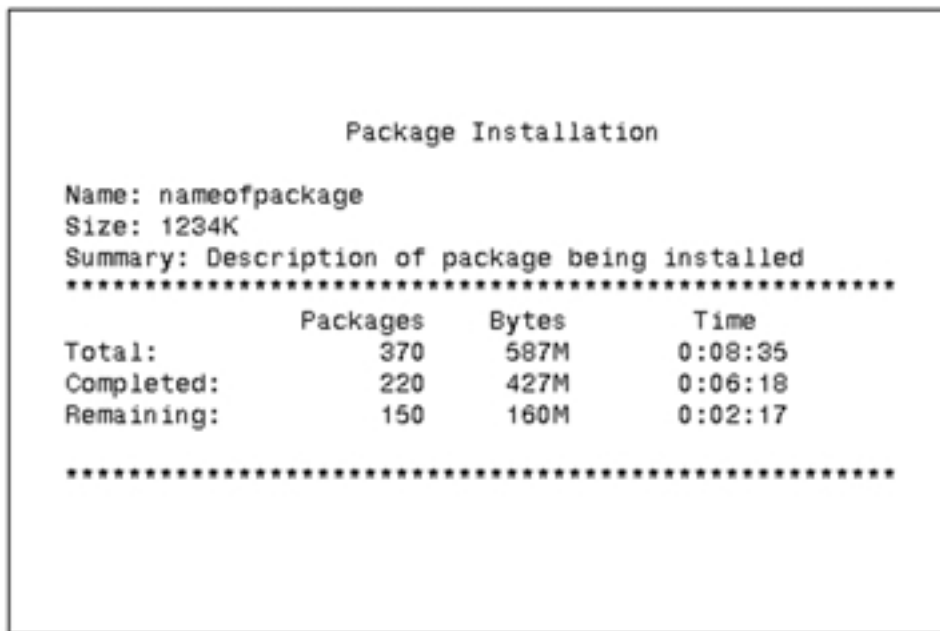 Package Installation
Name: nameofpackage
Size: 1234K
Summary: Description of package being installed
*****************************************************
Packages Bytes Time
Total: 370 587M 0:08:35
Completed: 220 427M 0:06:18
Remaining: 150 160M 0:02:17
*****************************************************